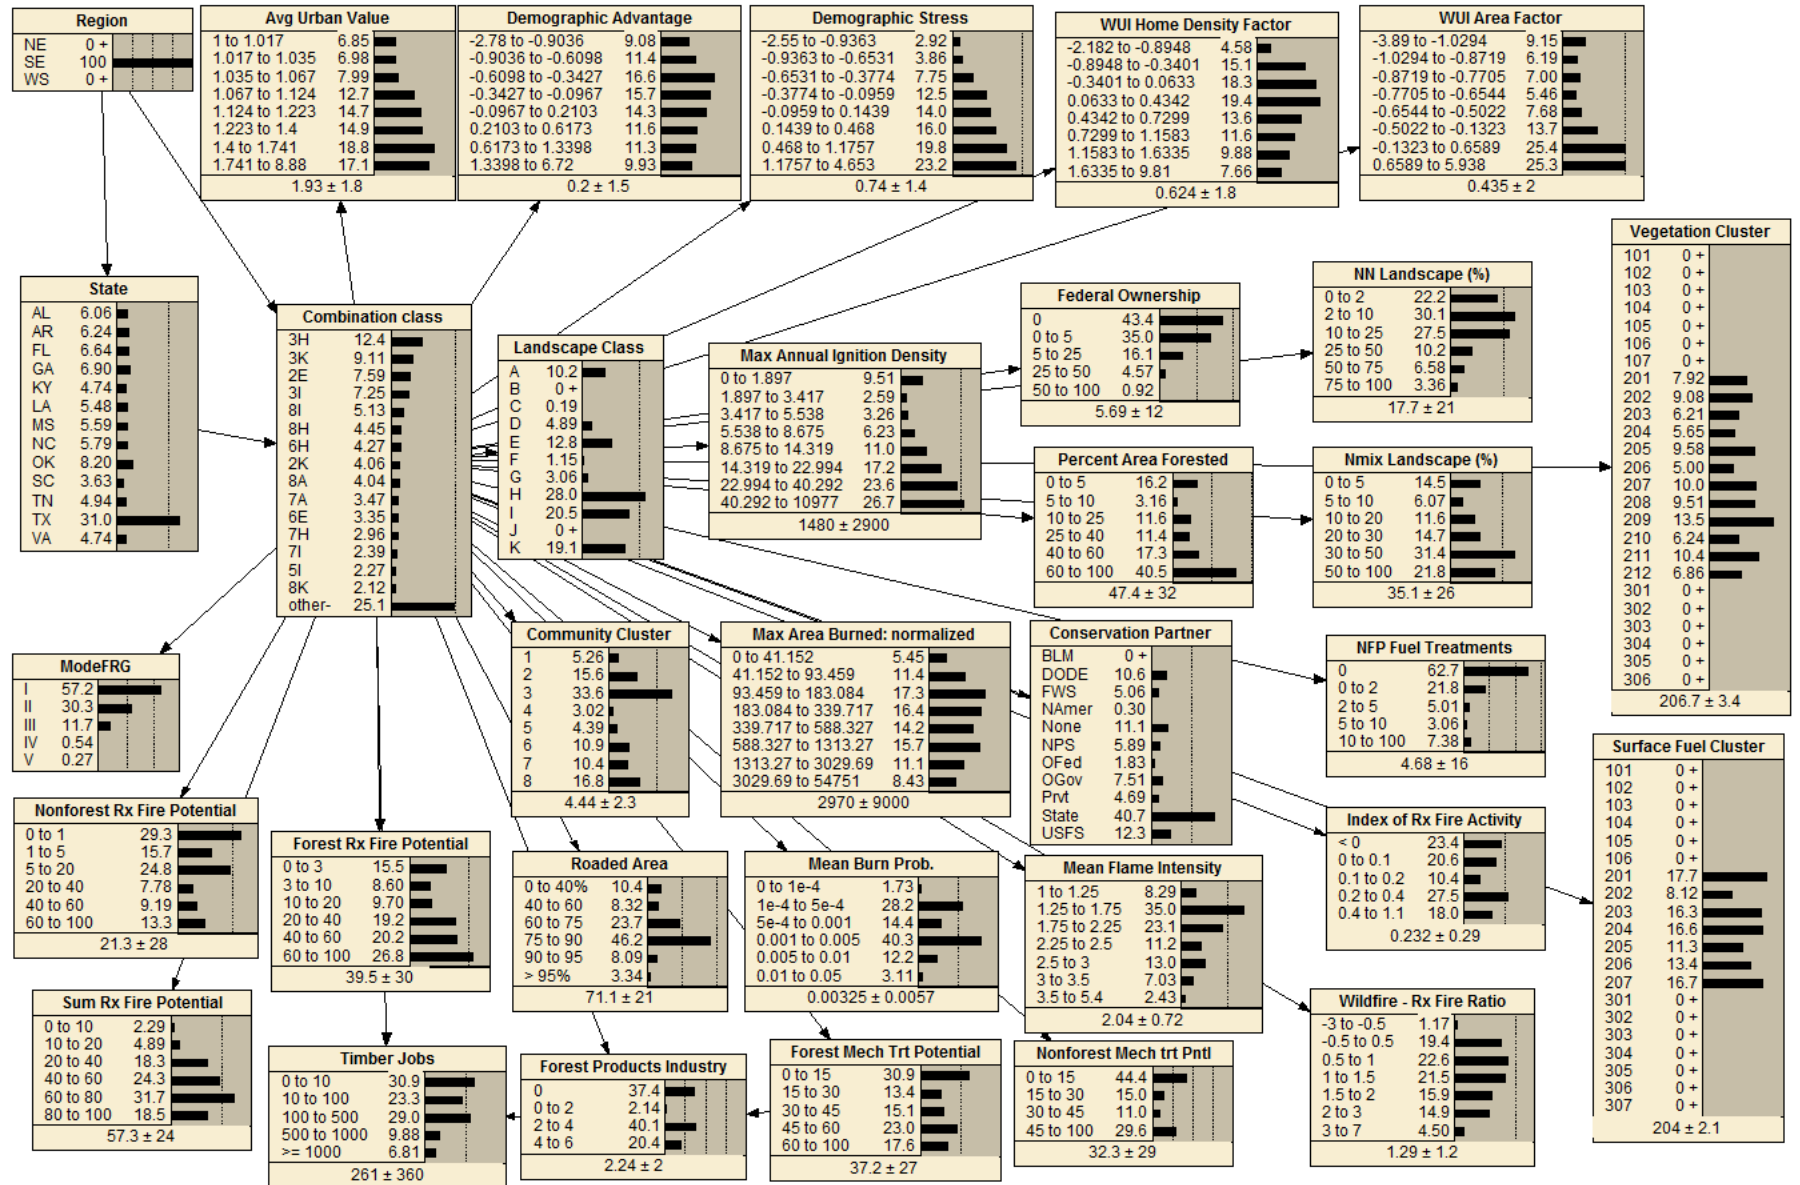 Region
NE 0 +
SE 100
WS 0 +
Avg Urban Value
1 to 1.017 6.85
1.017 to 1.035 6.98
1.035 to 1.067 7.99
1.067 to 1.124 12.7
1.124 to 1.223 14.7
1.223 to 1.4 14.9
1.4 to 1.741 18.8
1.741 to 8.88 17.1
1.93 ± 1.8
Demographic Advantage
-2.78 to -0.9036 9.08
-0.9036 to -0.6098 11.4
-0.6098 to -0.3427 16.6
-0.3427 to -0.0967 15.7
-0.0967 to 0.2103 14.3
0.2103 to 0.6173 11.6
0.6173 to 1.3398 11.3
1.3398 to 6.72 9.93
0.2 ± 1.5
Demographic Stress
-2.55 to -0.9363 2.92
-0.9363 to -0.6531 3.86
-0.6531 to -0.3774 7.75
-0.3774 to -0.0959 12.5
-0.0959 to 0.1439 14.0
0.1439 to 0.468 16.0
0.468 to 1.1757 19.8
1.1757 to 4.653 23.2
0.74 ± 1.4
WUI Home Density Factor
-2.182 to -0.8948 4.58
-0.8948 to -0.3401 15.1
-0.3401 to 0.0633 18.3
0.0633 to 0.4342 19.4
0.4342 to 0.7299 13.6
0.7299 to 1.1583 11.6
1.1583 to 1.6335 9.88
1.6335 to 9.81 7.66
0.624 ± 1.8
WUI Area Factor
-3.89 to -1.0294 9.15
-1.0294 to -0.8719 6.19
-0.8719 to -0.7705 7.00
-0.7705 to -0.6544 5.46
-0.6544 to -0.5022 7.68
-0.5022 to -0.1323 13.7
-0.1323 to 0.6589 25.4
0.6589 to 5.938 25.3
0.435 ± 2
State
AL 6.06
AR 6.24
FL 6.64
GA 6.90
KY 4.74
LA 5.48
MS 5.59
NC 5.79
OK 8.20
SC 3.63
TN 4.94
TX 31.0
VA 4.74
Combination class
3H 12.4
3K 9.11
2E 7.59
3I 7.25
8I 5.13
8H 4.45
6H 4.27
2K 4.06
8A 4.04
7A 3.47
6E 3.35
7H 2.96
7I 2.39
5I 2.27
8K 2.12
other- 25.1
Landscape Class
A 10.2
B 0 +
C 0.19
D 4.89
E 12.8
F 1.15
G 3.06
H 28.0
I 20.5
J 0 +
K 19.1
Max Annual Ignition Density
0 to 1.897 9.51
1.897 to 3.417 2.59
3.417 to 5.538 3.26
5.538 to 8.675 6.23
8.675 to 14.319 11.0
14.319 to 22.994 17.2
22.994 to 40.292 23.6
40.292 to 10977 26.7
1480 ± 2900
Federal Ownership
0 43.4
0 to 5 35.0
5 to 25 16.1
25 to 50 4.57
50 to 100 0.92
5.69 ± 12
NN Landscape (%)
0 to 2 22.2
2 to 10 30.1
10 to 25 27.5
25 to 50 10.2
50 to 75 6.58
75 to 100 3.36
17.7 ± 21
Vegetation Cluster
101 0 +
102 0 +
103 0 +
104 0 +
105 0 +
106 0 +
107 0 +
201 7.92
202 9.08
203 6.21
204 5.65
205 9.58
206 5.00
207 10.0
208 9.51
209 13.5
210 6.24
211 10.4
212 6.86
301 0 +
302 0 +
303 0 +
304 0 +
305 0 +
306 0 +
206.7 ± 3.4
Percent Area Forested
0 to 5 16.2
5 to 10 3.16
10 to 25 11.6
25 to 40 11.4
40 to 60 17.3
60 to 100 40.5
47.4 ± 32
Nmix Landscape (%)
0 to 5 14.5
5 to 10 6.07
10 to 20 11.6
20 to 30 14.7
30 to 50 31.4
50 to 100 21.8
35.1 ± 26
ModeFRG
I 57.2
II 30.3
III 11.7
IV 0.54
V 0.27
Community Cluster
1 5.26
2 15.6
3 33.6
4 3.02
5 4.39
6 10.9
7 10.4
8 16.8
4.44 ± 2.3
Max Area Burned: normalized
0 to 41.152 5.45
41.152 to 93.459 11.4
93.459 to 183.084 17.3
183.084 to 339.717 16.4
339.717 to 588.327 14.2
588.327 to 1313.27 15.7
1313.27 to 3029.69 11.1
3029.69 to 54751 8.43
2970 ± 9000
Conservation Partner
BLM 0 +
DODE 10.6
FWS 5.06
NAmer 0.30
None 11.1
NPS 5.89
OFed 1.83
OGov 7.51
Prvt 4.69
State 40.7
USFS 12.3
NFP Fuel Treatments
0 62.7
0 to 2 21.8
2 to 5 5.01
5 to 10 3.06
10 to 100 7.38
4.68 ± 16
Surface Fuel Cluster
101 0 +
102 0 +
103 0 +
104 0 +
105 0 +
106 0 +
201 17.7
202 8.12
203 16.3
204 16.6
205 11.3
206 13.4
207 16.7
301 0 +
302 0 +
303 0 +
304 0 +
305 0 +
306 0 +
307 0 +
204 ± 2.1
Nonforest Rx Fire Potential
0 to 1 29.3
1 to 5 15.7
5 to 20 24.8
20 to 40 7.78
40 to 60 9.19
60 to 100 13.3
21.3 ± 28
Forest Rx Fire Potential
0 to 3 15.5
3 to 10 8.60
10 to 20 9.70
20 to 40 19.2
40 to 60 20.2
60 to 100 26.8
39.5 ± 30
Roaded Area
0 to 40% 10.4
40 to 60 8.32
60 to 75 23.7
75 to 90 46.2
90 to 95 8.09
> 95% 3.34
71.1 ± 21
Mean Burn Prob.
0 to 1e-4 1.73
1e-4 to 5e-4 28.2
5e-4 to 0.001 14.4
0.001 to 0.005 40.3
0.005 to 0.01 12.2
0.01 to 0.05 3.11
0.00325 ± 0.0057
Mean Flame Intensity
1 to 1.25 8.29
1.25 to 1.75 35.0
1.75 to 2.25 23.1
2.25 to 2.5 11.2
2.5 to 3 13.0
3 to 3.5 7.03
3.5 to 5.4 2.43
2.04 ± 0.72
Index of Rx Fire Activity
< 0 23.4
0 to 0.1 20.6
0.1 to 0.2 10.4
0.2 to 0.4 27.5
0.4 to 1.1 18.0
0.232 ± 0.29
Sum Rx Fire Potential
0 to 10 2.29
10 to 20 4.89
20 to 40 18.3
40 to 60 24.3
60 to 80 31.7
80 to 100 18.5
57.3 ± 24
Timber Jobs
0 to 10 30.9
10 to 100 23.3
100 to 500 29.0
500 to 1000 9.88
>= 1000 6.81
261 ± 360
Forest Products Industry
0 37.4
0 to 2 2.14
2 to 4 40.1
4 to 6 20.4
2.24 ± 2
Forest Mech Trt Potential
0 to 15 30.9
15 to 30 13.4
30 to 45 15.1
45 to 60 23.0
60 to 100 17.6
37.2 ± 27
Nonforest Mech trt Pntl
0 to 15 44.4
15 to 30 15.0
30 to 45 11.0
45 to 100 29.6
32.3 ± 29
Wildfire - Rx Fire Ratio
-3 to -0.5 1.17
-0.5 to 0.5 19.4
0.5 to 1 22.6
1 to 1.5 21.5
1.5 to 2 15.9
2 to 3 14.9
3 to 7 4.50
1.29 ± 1.2